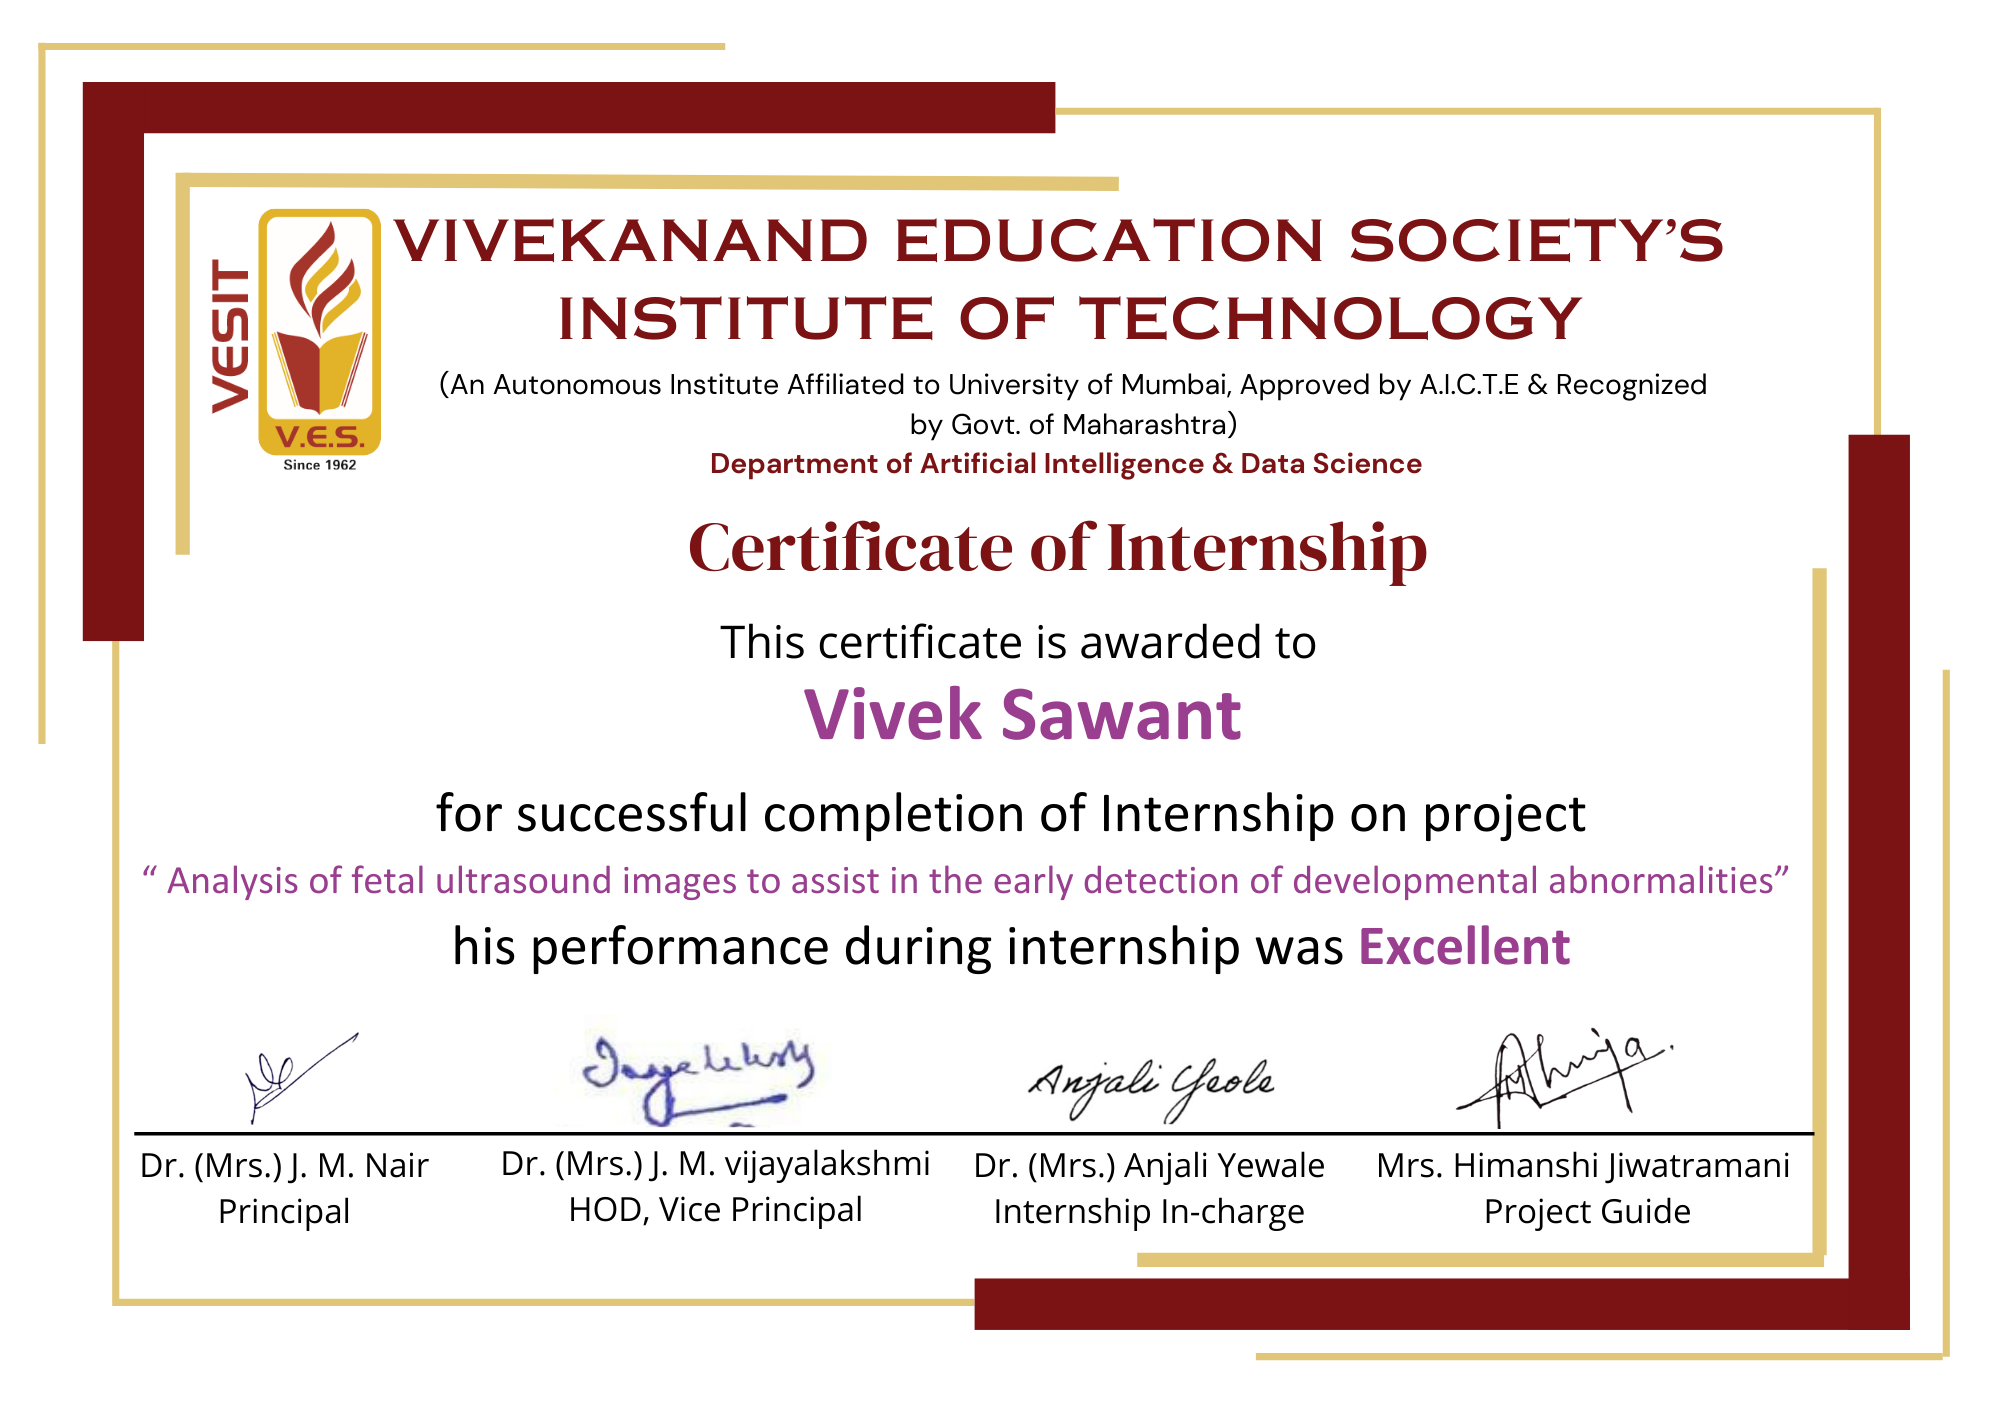 VESIT
V.E.S.
Since 1962
VIVEKANAND EDUCATION SOCIETY'S
INSTITUTE OF TECHNOLOGY
(An Autonomous Institute Affiliated to University of Mumbai, Approved by A.I.C.T.E & Recognized
by Govt. of Maharashtra)
Department of Artificial Intelligence & Data Science
Certificate of Internship
This certificate is awarded to
Vivek Sawant
for successful completion of Internship on project
“ Analysis of fetal ultrasound images to assist in the early detection of developmental abnormalities”
his performance during internship was Excellent
Anjali Yeole
Dr. (Mrs.) J. M. Nair
Principal
Dr. (Mrs.) J. M. vijayalakshmi
HOD, Vice Principal
Dr. (Mrs.) Anjali Yewale
Internship In-charge
Mrs. Himanshi Jiwatramani
Project Guide